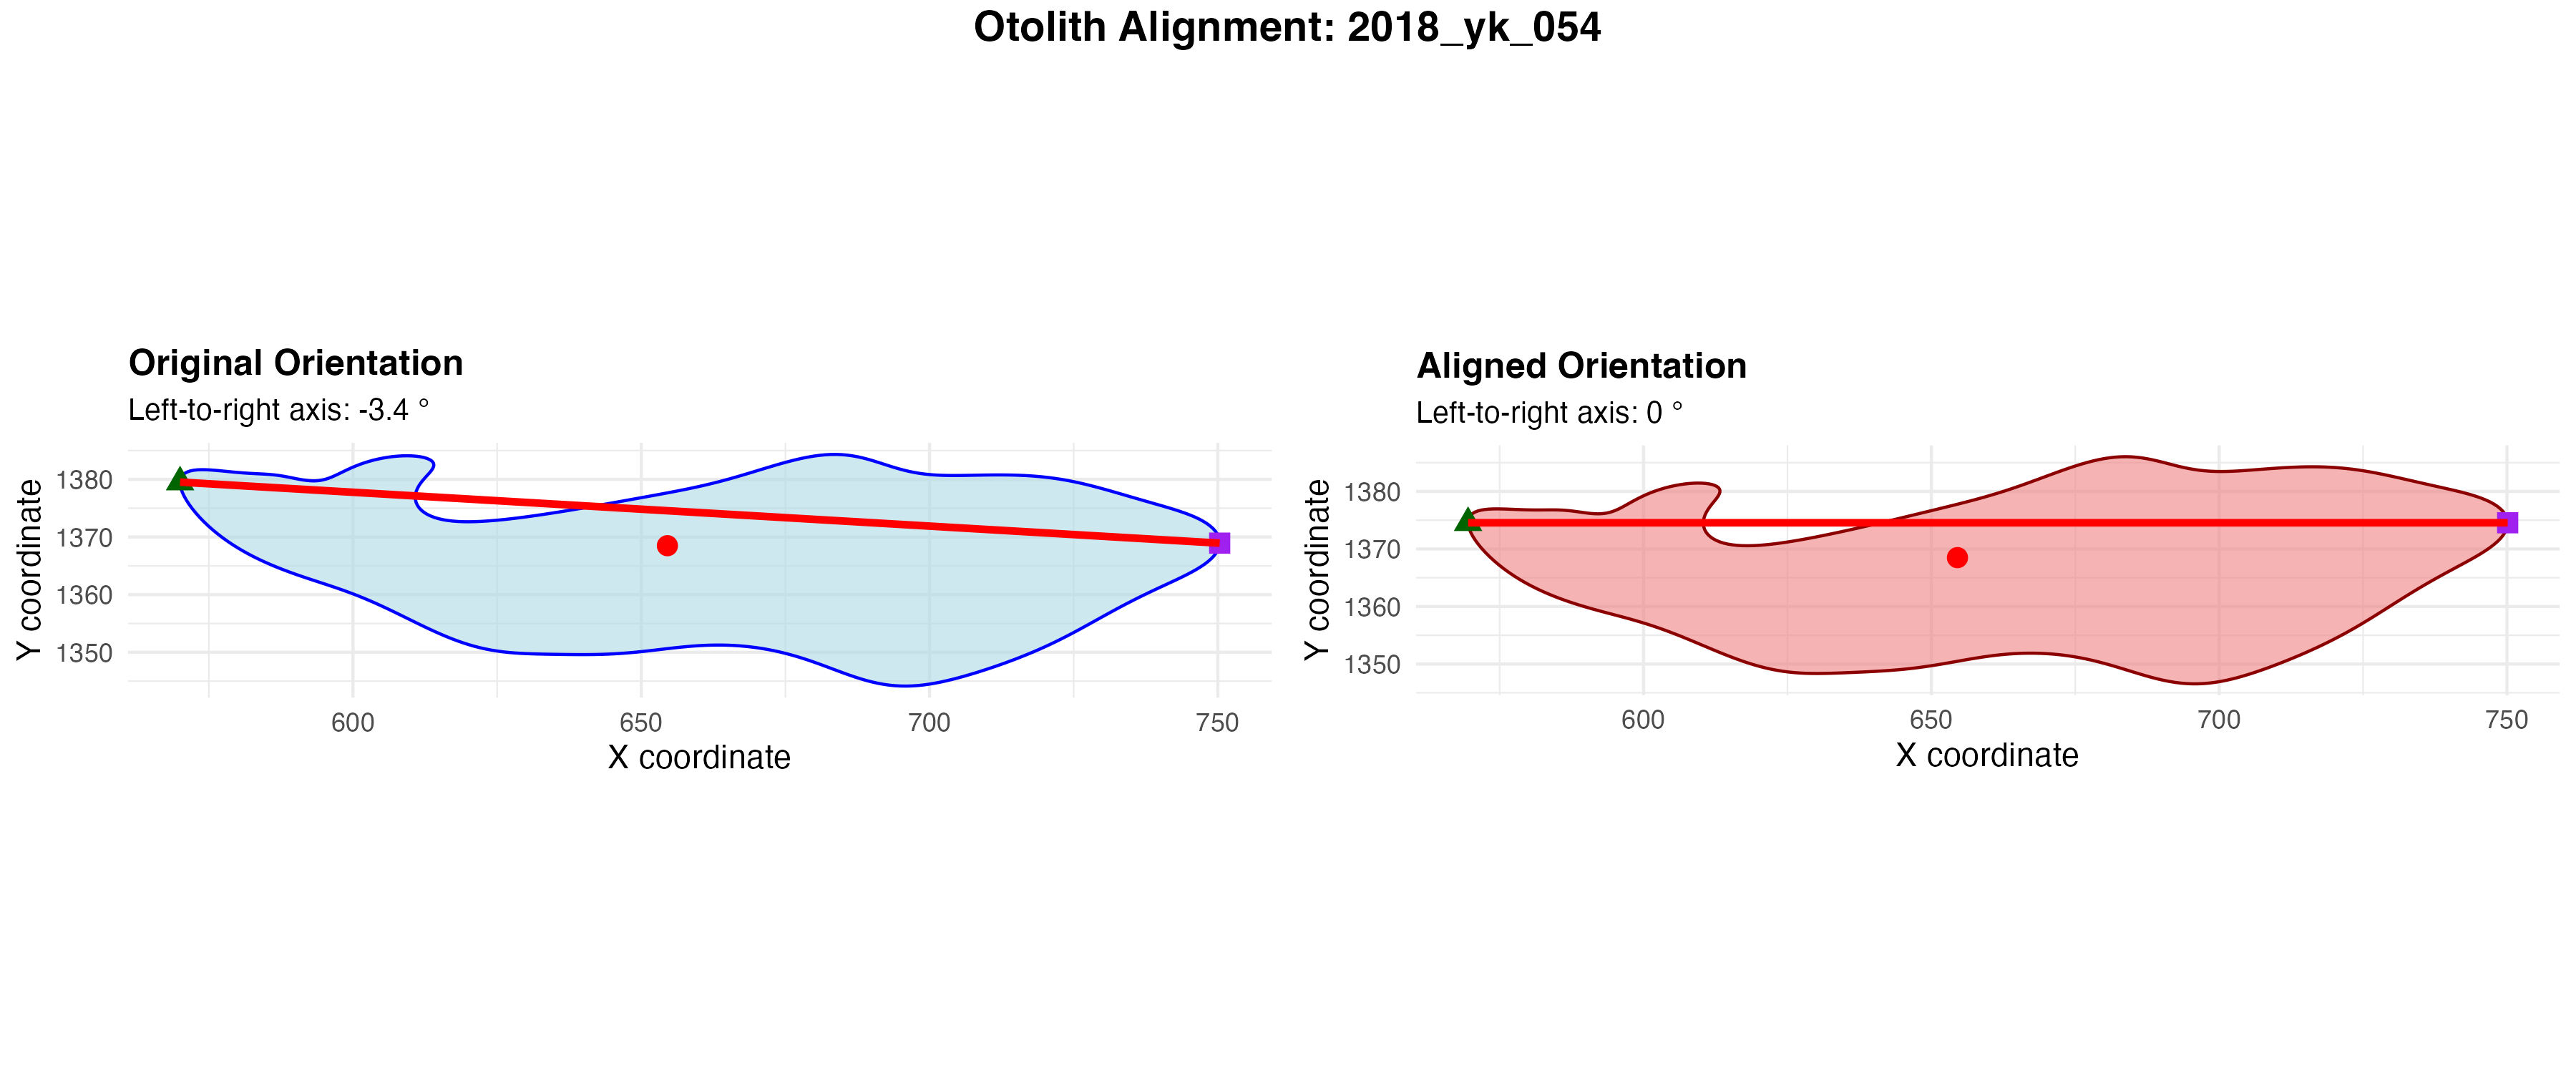 Otolith Alignment: 2018_yk_054
Original Orientation
Left-to-right axis: -3.4 °
Y coordinate
1380
1370
1360
1350
600 650 700 750
X coordinate
Aligned Orientation
Left-to-right axis: 0 °
Y coordinate
1380
1370
1360
1350
600 650 700 750
X coordinate